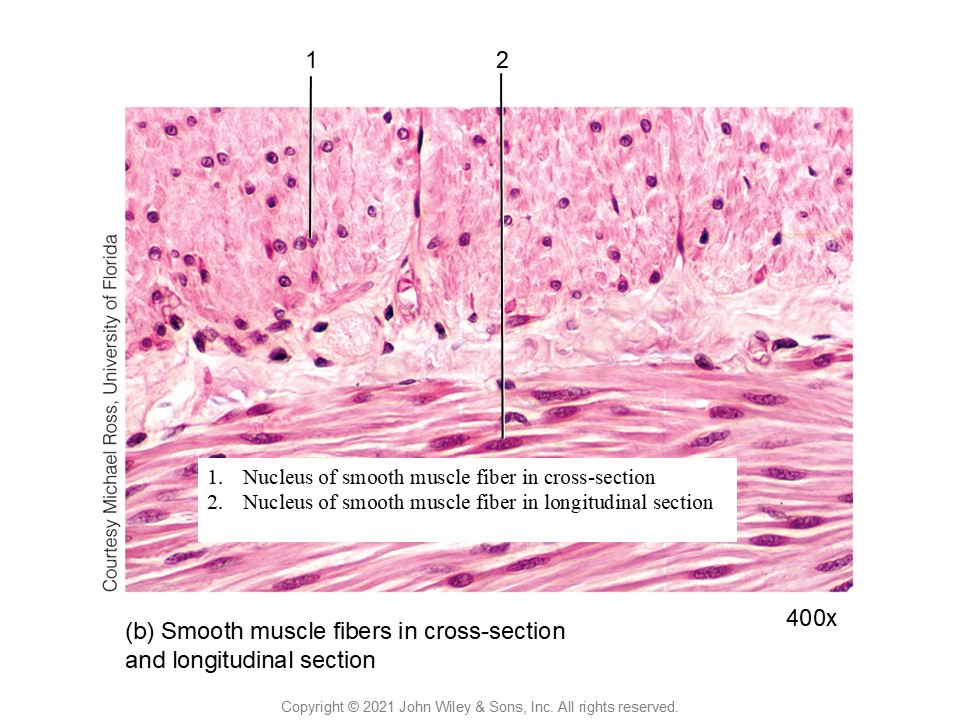 1
2
Courtesy Michael Ross, University of Florida
1. Nucleus of smooth muscle fiber in cross-section
2. Nucleus of smooth muscle fiber in longitudinal section
400x
(b) Smooth muscle fibers in cross-section
and longitudinal section
Copyright © 2021 John Wiley & Sons, Inc. All rights reserved.